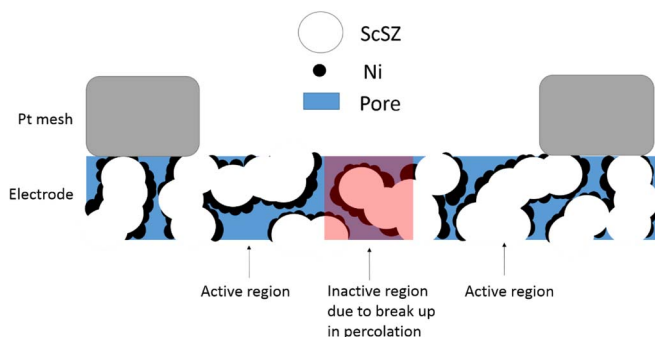 ScSZ
Ni
Pore
Pt mesh
Electrode
Active region
Inactive region
due to break up
in percolation
Active region